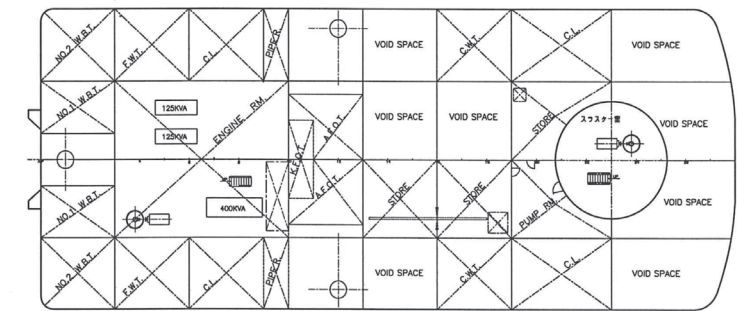 NO.2 W.B.T.
F.W.T.
C.L.
PIPE R.
VOID SPACE
C.W.T.
C.L.
VOID SPACE
NO.1 W.B.T.
125KVA
125KVA
ENGINE RM.
K.F.O.T.
A.F.O.T.
VOID SPACE
VOID SPACE
STORE
スラスター室
VOID SPACE
NO.1 W.B.T.
400KVA
A.F.O.T.
STORE
STORE
PUMP RM.
VOID SPACE
NO.2 W.B.T.
F.W.T.
C.L.
PIPE R.
VOID SPACE
C.W.T.
C.L.
VOID SPACE